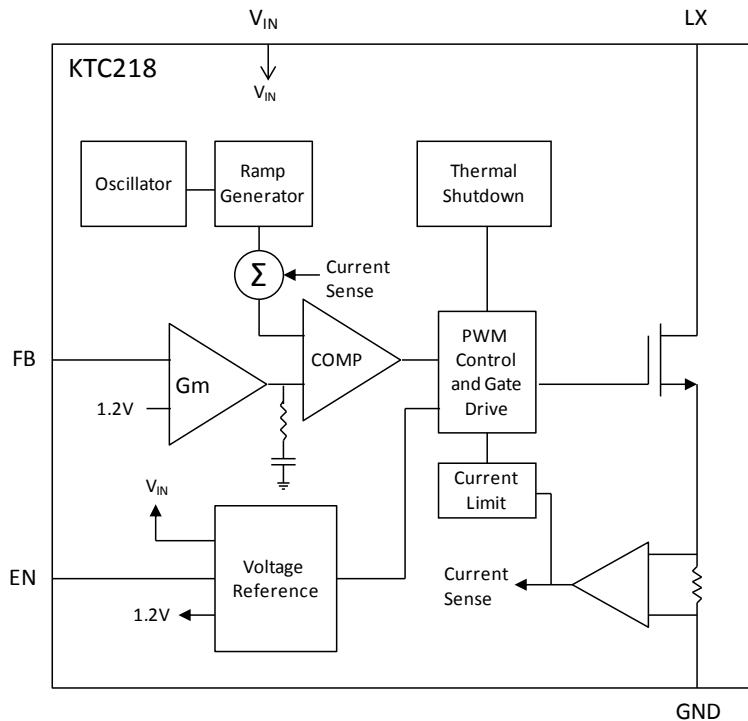 V_IN
LX
KTC218
V_IN
Oscillator
Ramp
Generator
Thermal
Shutdown
Σ
Current
Sense
FB
Gm
COMP
PWM
Control
and Gate
Drive
1.2V
V_IN
Current
Limit
EN
Voltage
Reference
Current
Sense
1.2V
GND